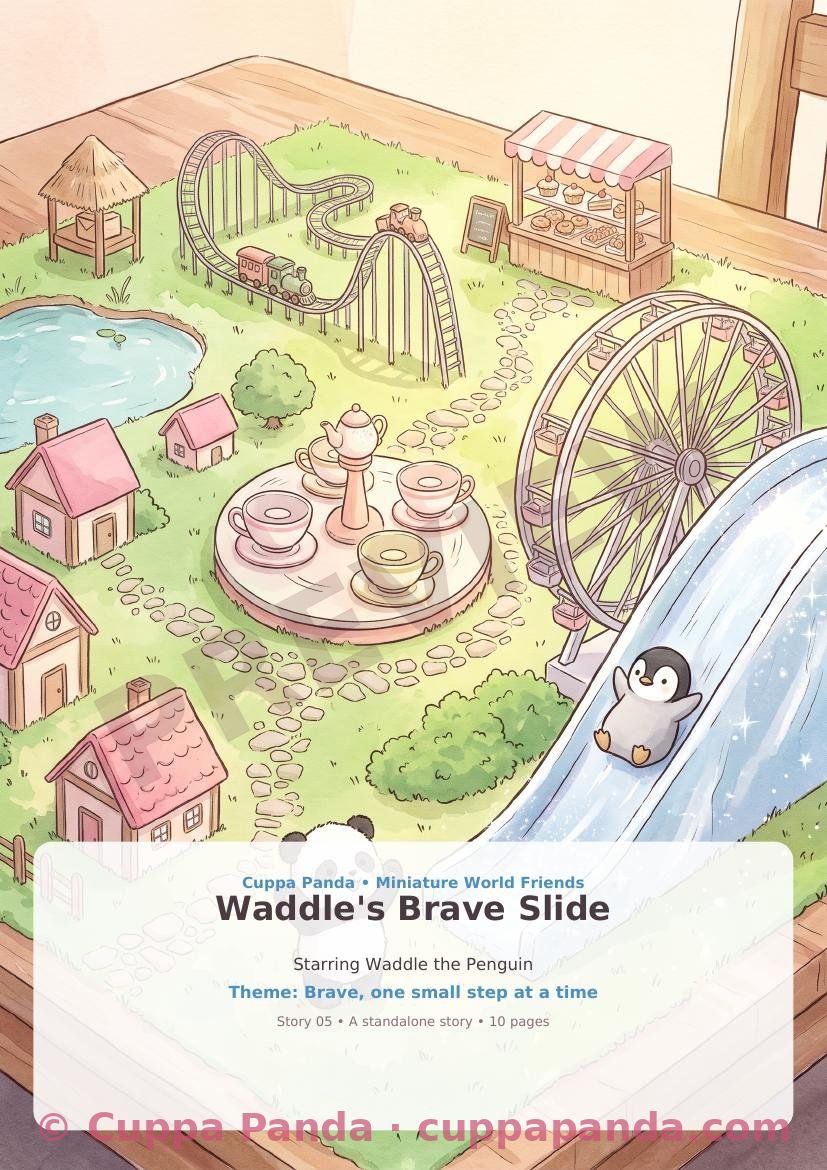 PREVIEW
Cuppa Panda • Miniature World Friends
Waddle's Brave Slide
Starring Waddle the Penguin
Theme: Brave, one small step at a time
Story 05 • A standalone story • 10 pages
© Cuppa Panda · cuppapanda.com